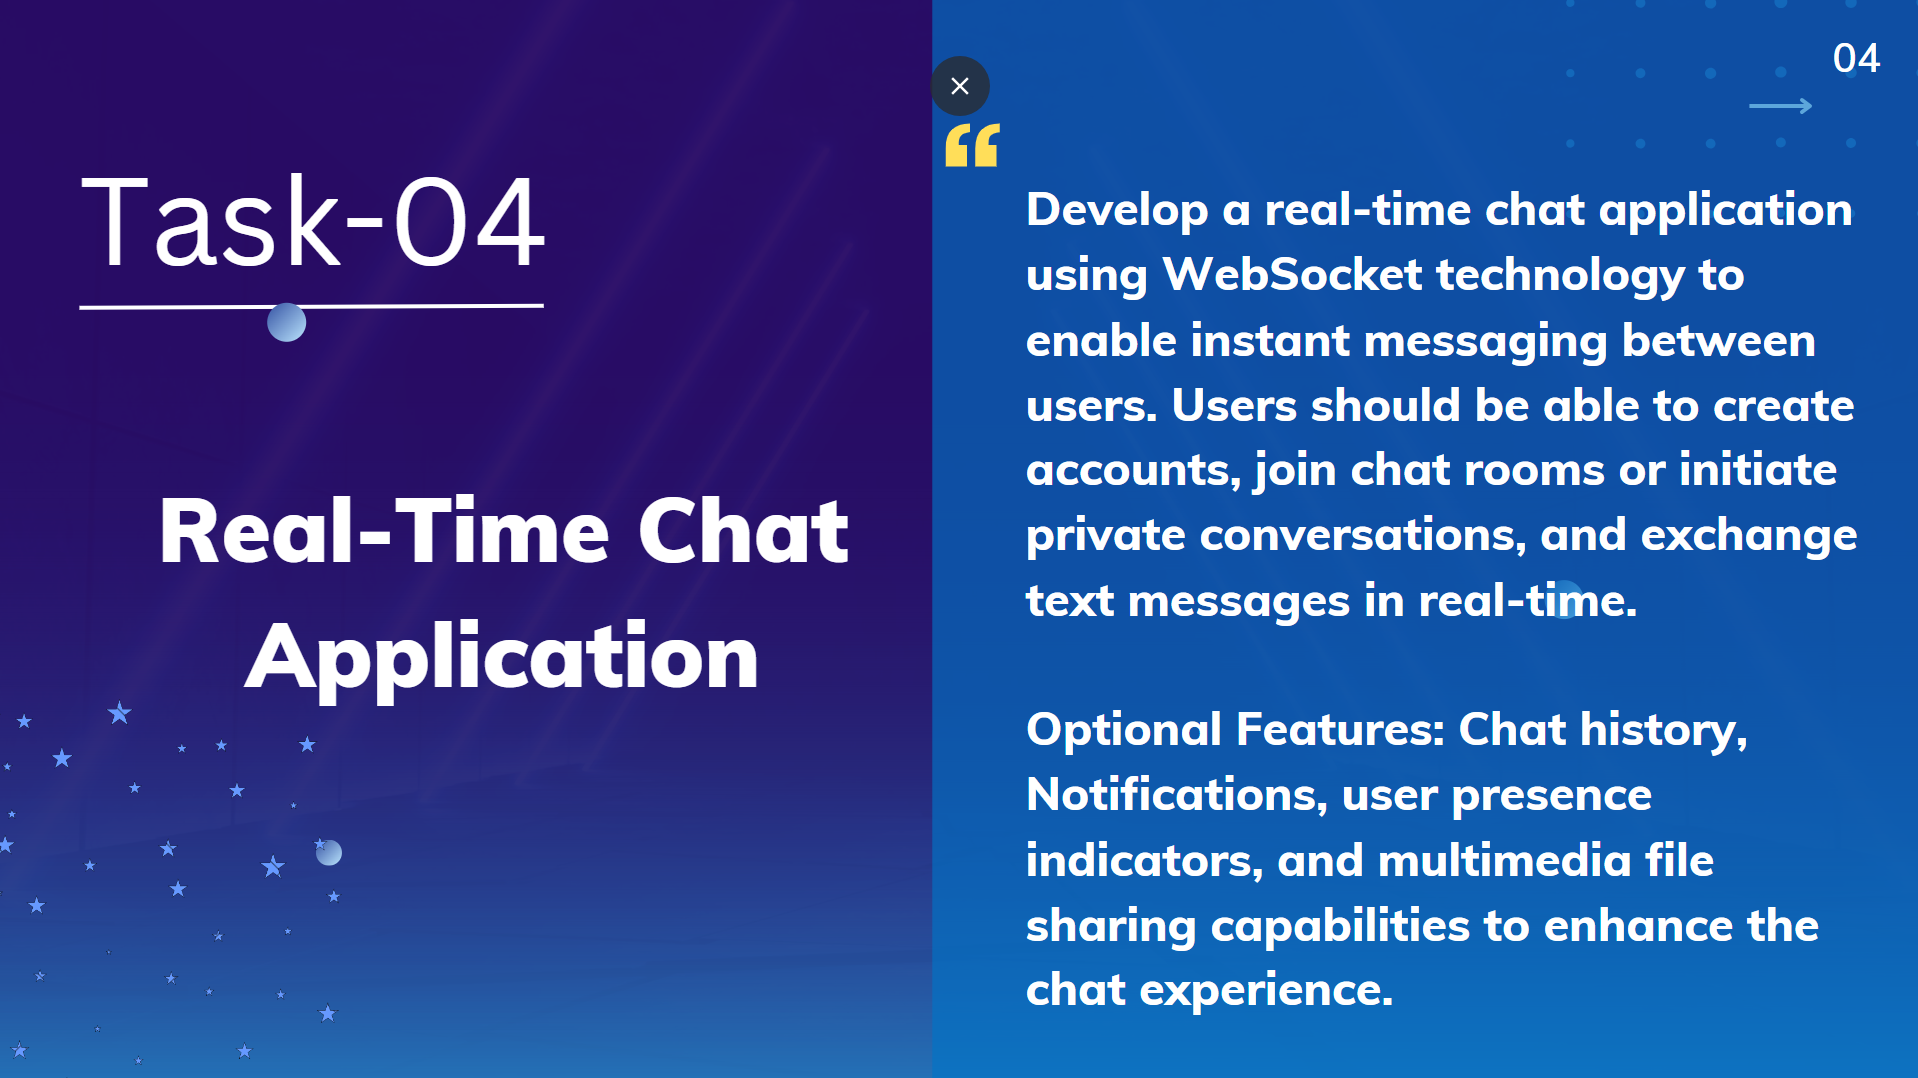 Task-04
Real-Time Chat
Application
04
“
Develop a real-time chat application
using WebSocket technology to
enable instant messaging between
users. Users should be able to create
accounts, join chat rooms or initiate
private conversations, and exchange
text messages in real-time.
Optional Features: Chat history,
Notifications, user presence
indicators, and multimedia file
sharing capabilities to enhance the
chat experience.